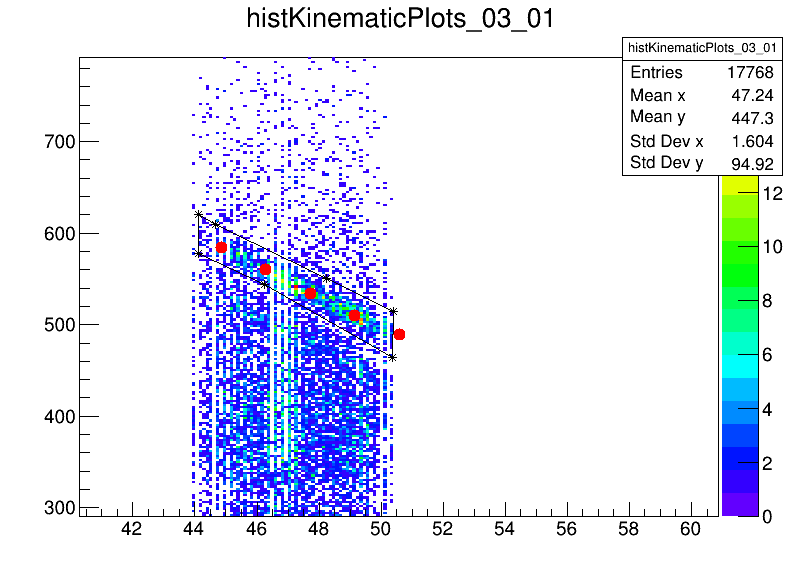 histKinematicPlots_03_01
histKinematicPlots_03_01
Entries 17768
Mean x 47.24
Mean y 447.3
Std Dev x 1.604
Std Dev y 94.92
700
600
500
400
300
12
10
8
6
4
2
0
42 44 46 48 50 52 54 56 58 60